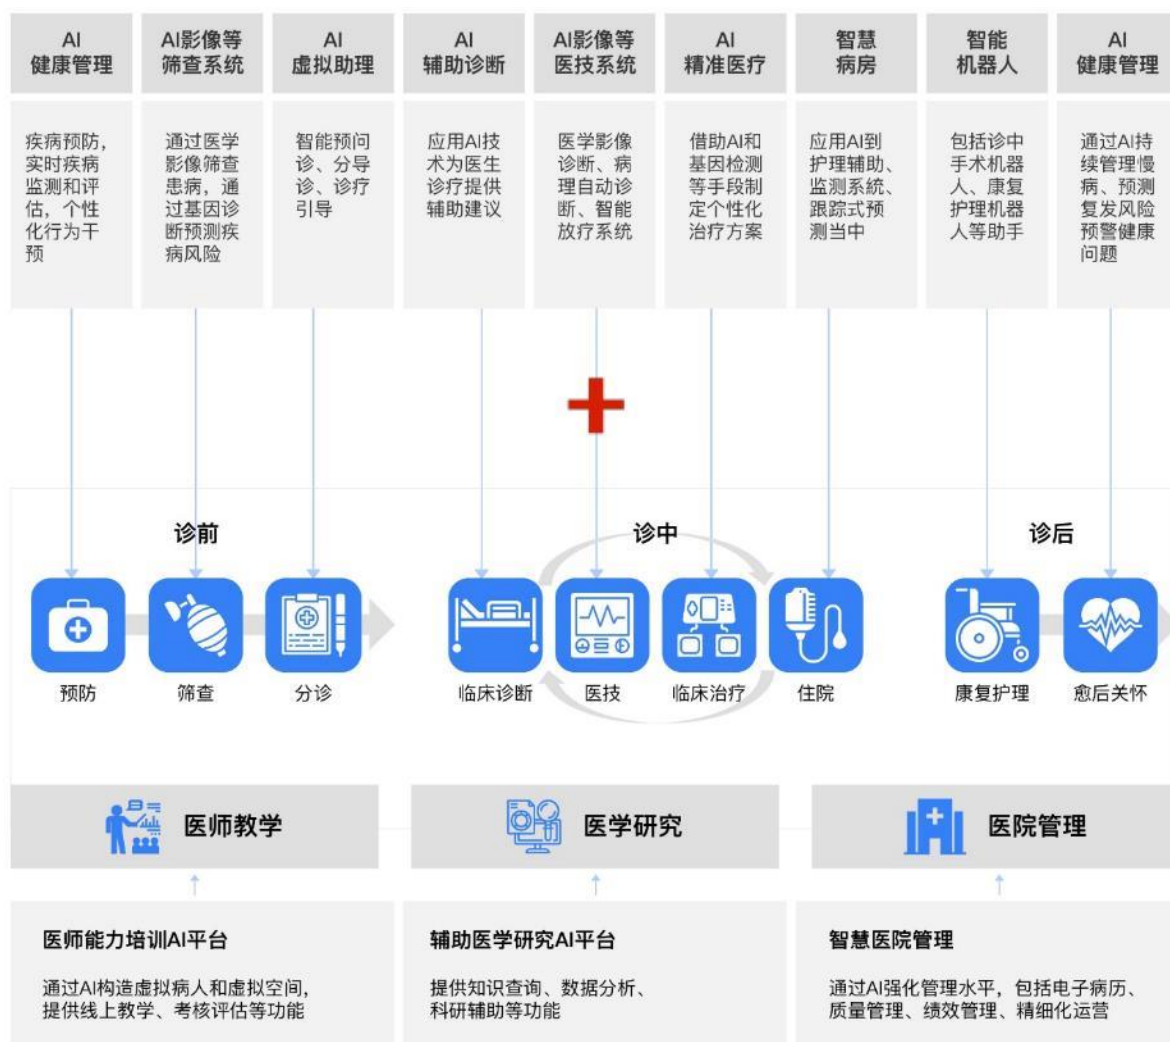 AI
健康管理
AI影像等
筛查系统
AI
虚拟助理
AI
辅助诊断
AI影像等
医技系统
AI
精准医疗
智慧
病房
智能
机器人
AI
健康管理
疾病预防，
实时疾病
监测和评
估，个性
化行为干
预
通过医学
影像筛查
患病，通
过基因诊
断预测疾
病风险
智能预问
诊、分导
诊、诊疗
引导
应用AI技
术为医生
诊疗提供
辅助建议
医学影像
诊断、病
理自动诊
断、智能
放疗系统
借助AI和
基因检测
等手段制
定个性化
治疗方案
应用AI到
护理辅助、
监测系统、
跟踪式预
测当中
包括诊中
手术机器
人、康复
护理机器
人等助手
通过AI持
续管理慢
病、预测
复发风险
预警健康
问题
诊前
诊中
诊后
预防
筛查
分诊
临床诊断
医技
临床治疗
住院
康复护理
愈后关怀
医师教学
医学研究
医院管理
医师能力培训AI平台
通过AI构造虚拟病人和虚拟空间，
提供线上教学、考核评估等功能
辅助医学研究AI平台
提供知识查询、数据分析、
科研辅助等功能
智慧医院管理
通过AI强化管理水平，包括电子病历、
质量管理、绩效管理、精细化运营